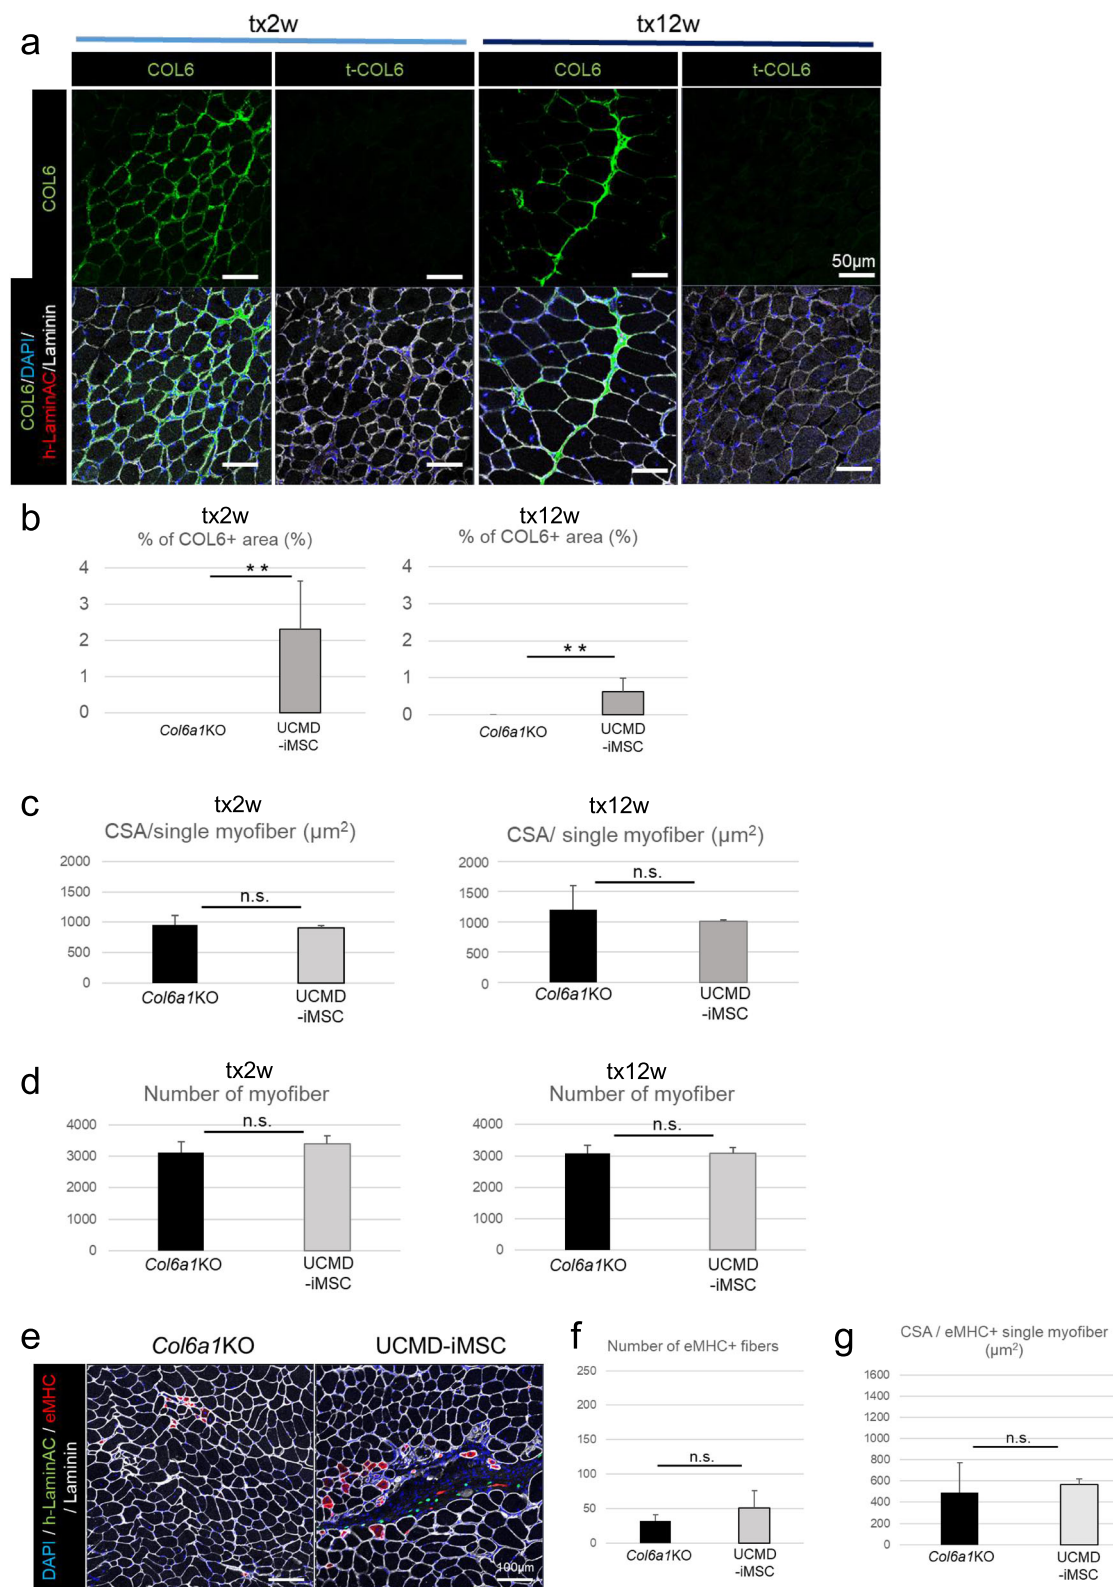 a
tx2w
tx12w
COL6
t-COL6
COL6
t-COL6
COL6
50µm
COL6/DAPI/
h-LaminAC/Laminin
b
tx2w
% of COL6+ area (%)
4
3
2
1
0
* *
Col6a1KO
UCMD
-iMSC
tx12w
% of COL6+ area (%)
4
3
2
1
0
* *
Col6a1KO
UCMD
-iMSC
c
tx2w
CSA/single myofiber (µm²)
2000
1500
1000
500
0
n.s.
Col6a1KO
UCMD
-iMSC
tx12w
CSA/ single myofiber (µm²)
2000
1500
1000
500
0
n.s.
Col6a1KO
UCMD
-iMSC
d
tx2w
Number of myofiber
4000
3000
2000
1000
0
n.s.
Col6a1KO
UCMD
-iMSC
tx12w
Number of myofiber
4000
3000
2000
1000
0
n.s.
Col6a1KO
UCMD
-iMSC
e
Col6a1KO
UCMD-iMSC
DAPI / h-LaminAC / eMHC
/ Laminin
100µm
f
Number of eMHC+ fibers
250
200
150
100
50
0
n.s.
Col6a1KO
UCMD
-iMSC
g
CSA / eMHC+ single myofiber
(µm²)
1600
1400
1200
1000
800
600
400
200
0
n.s.
Col6a1KO
UCMD
-iMSC